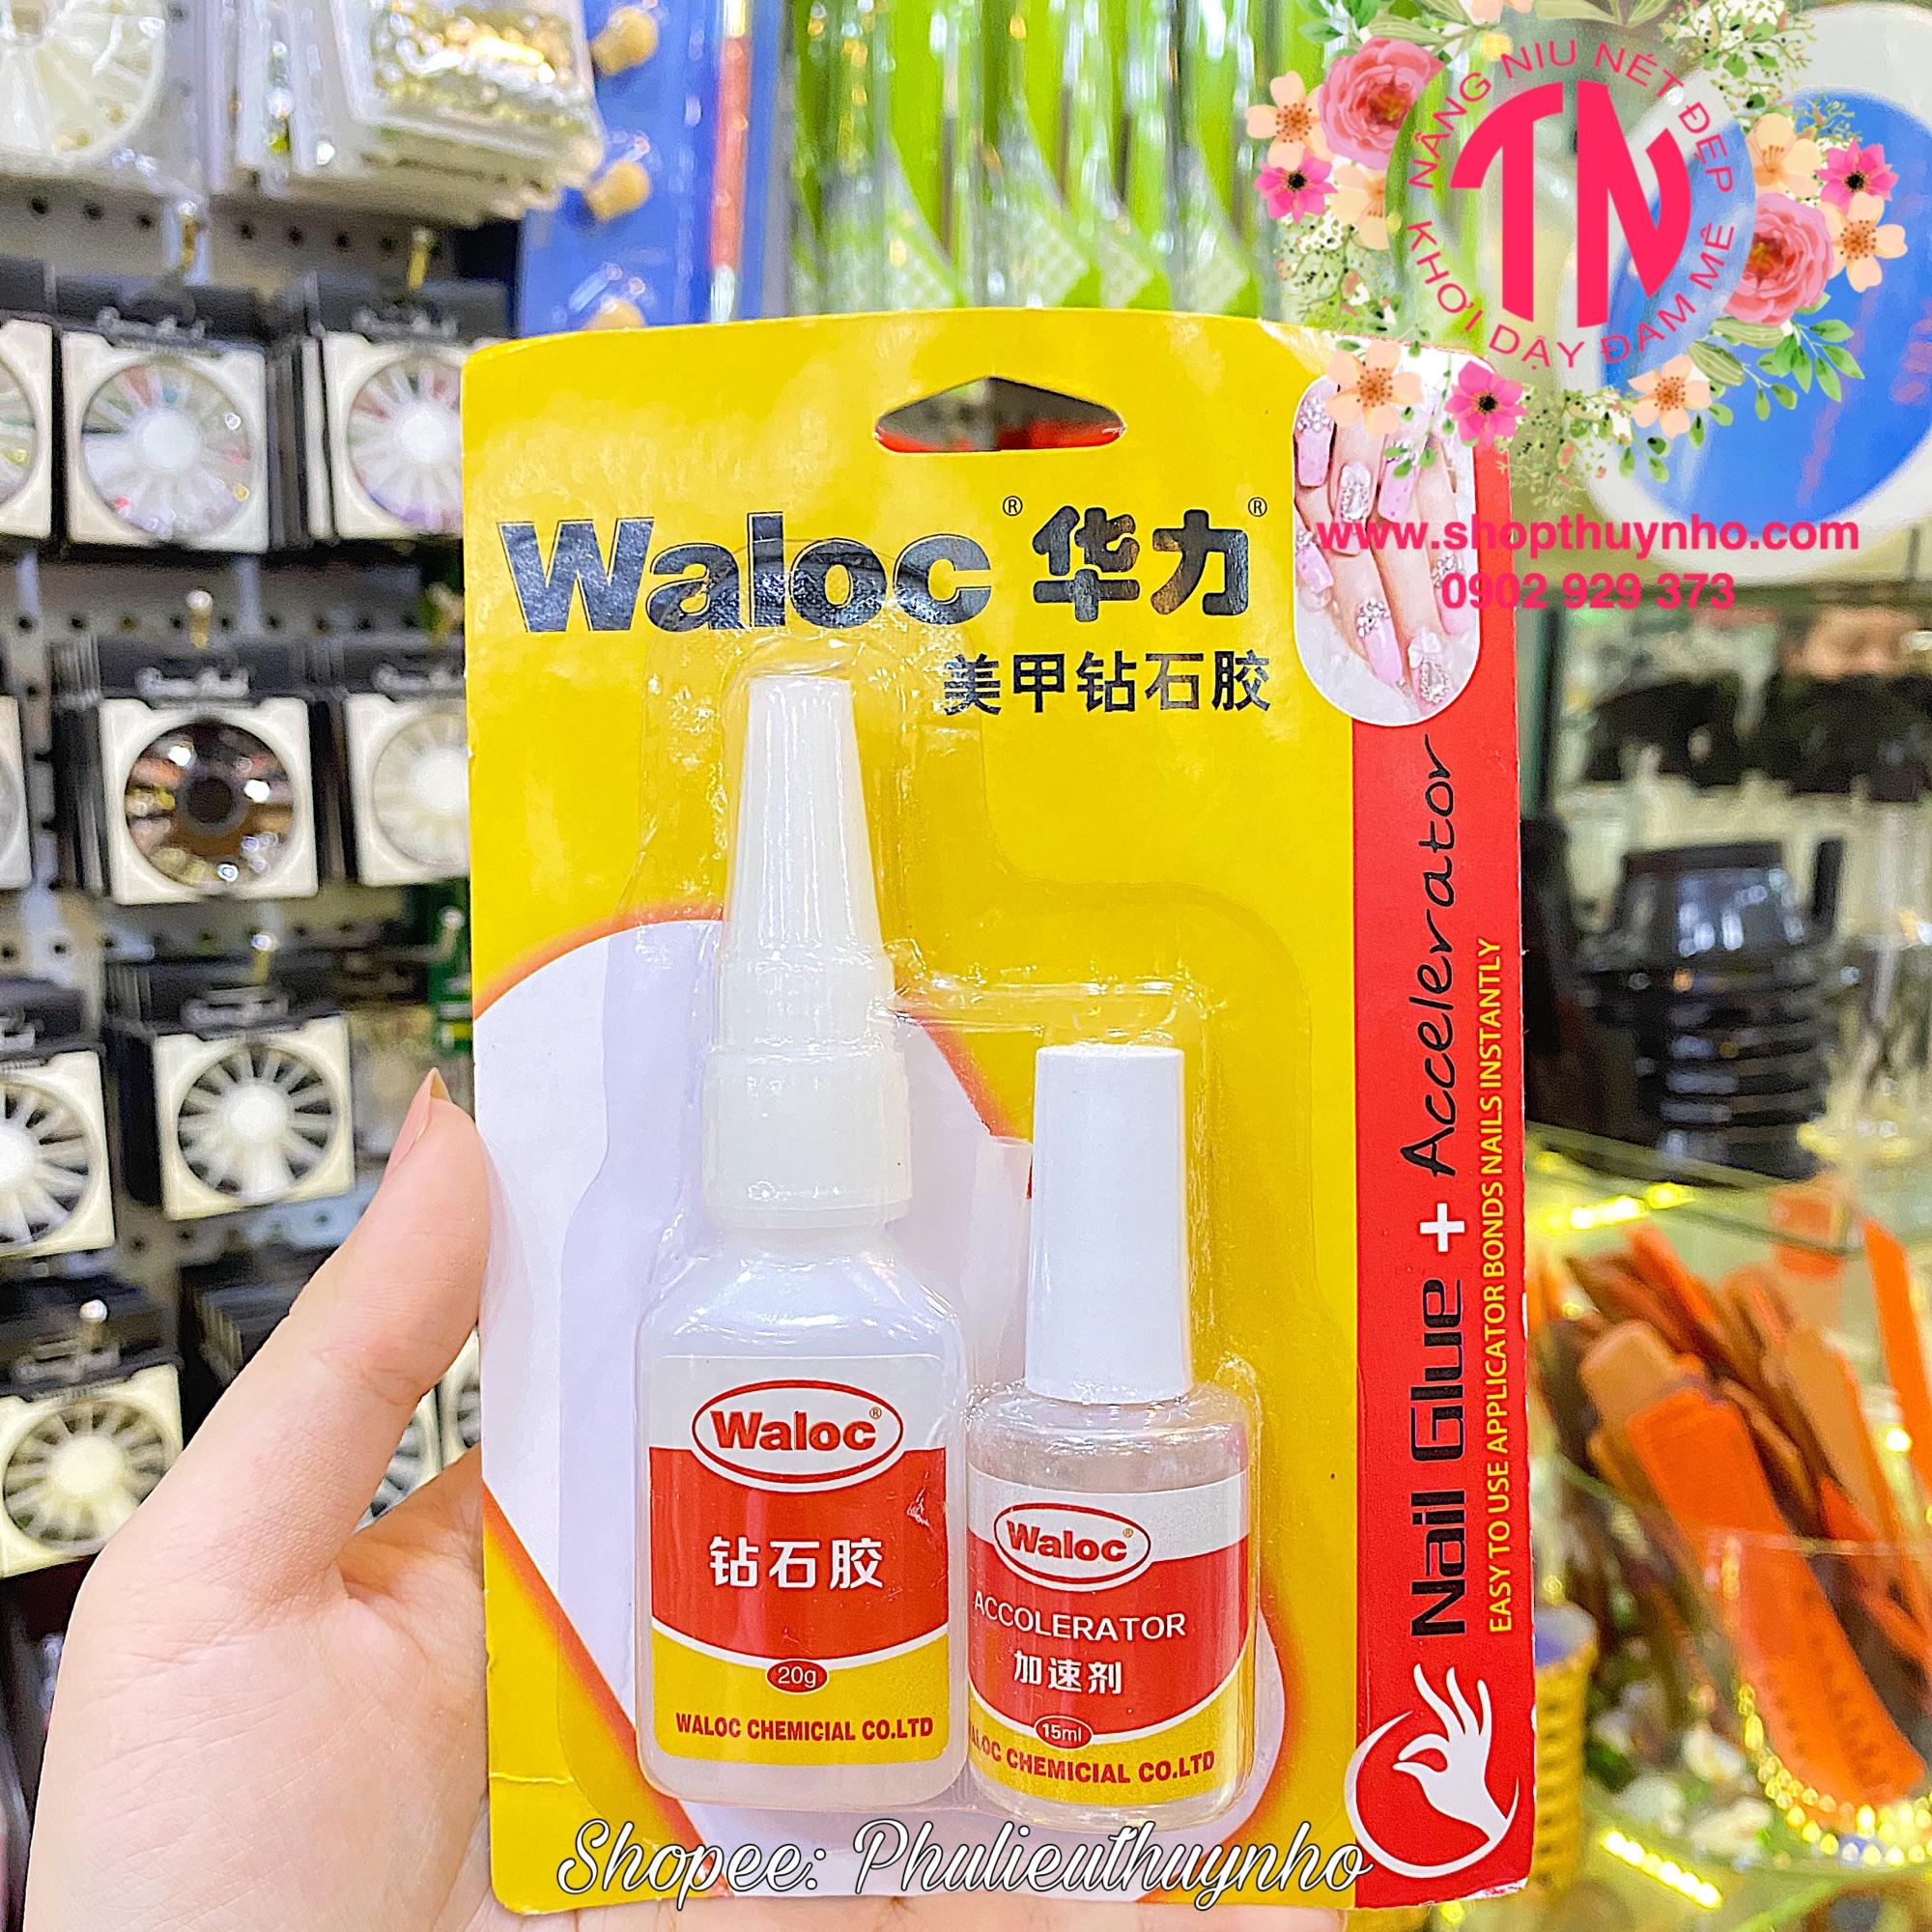 NÂNG NIU NÉT ĐẸP
KHƠI DẠY ĐAM MÊ
TN
www.shopthuynho.com
0902 929 373
Waloc® 华力®
美甲钻石胶
Nail Glue + Accelerator
EASY TO USE APPLICATOR BONDS NAILS INSTANTLY
Waloc®
钻石胶
20g
WALOC CHEMICIAL CO.LTD
Waloc®
ACCOLERATOR
加速剂
15ml
CHEMICIAL CO.LTD
Shopee: Phulieuthuynho